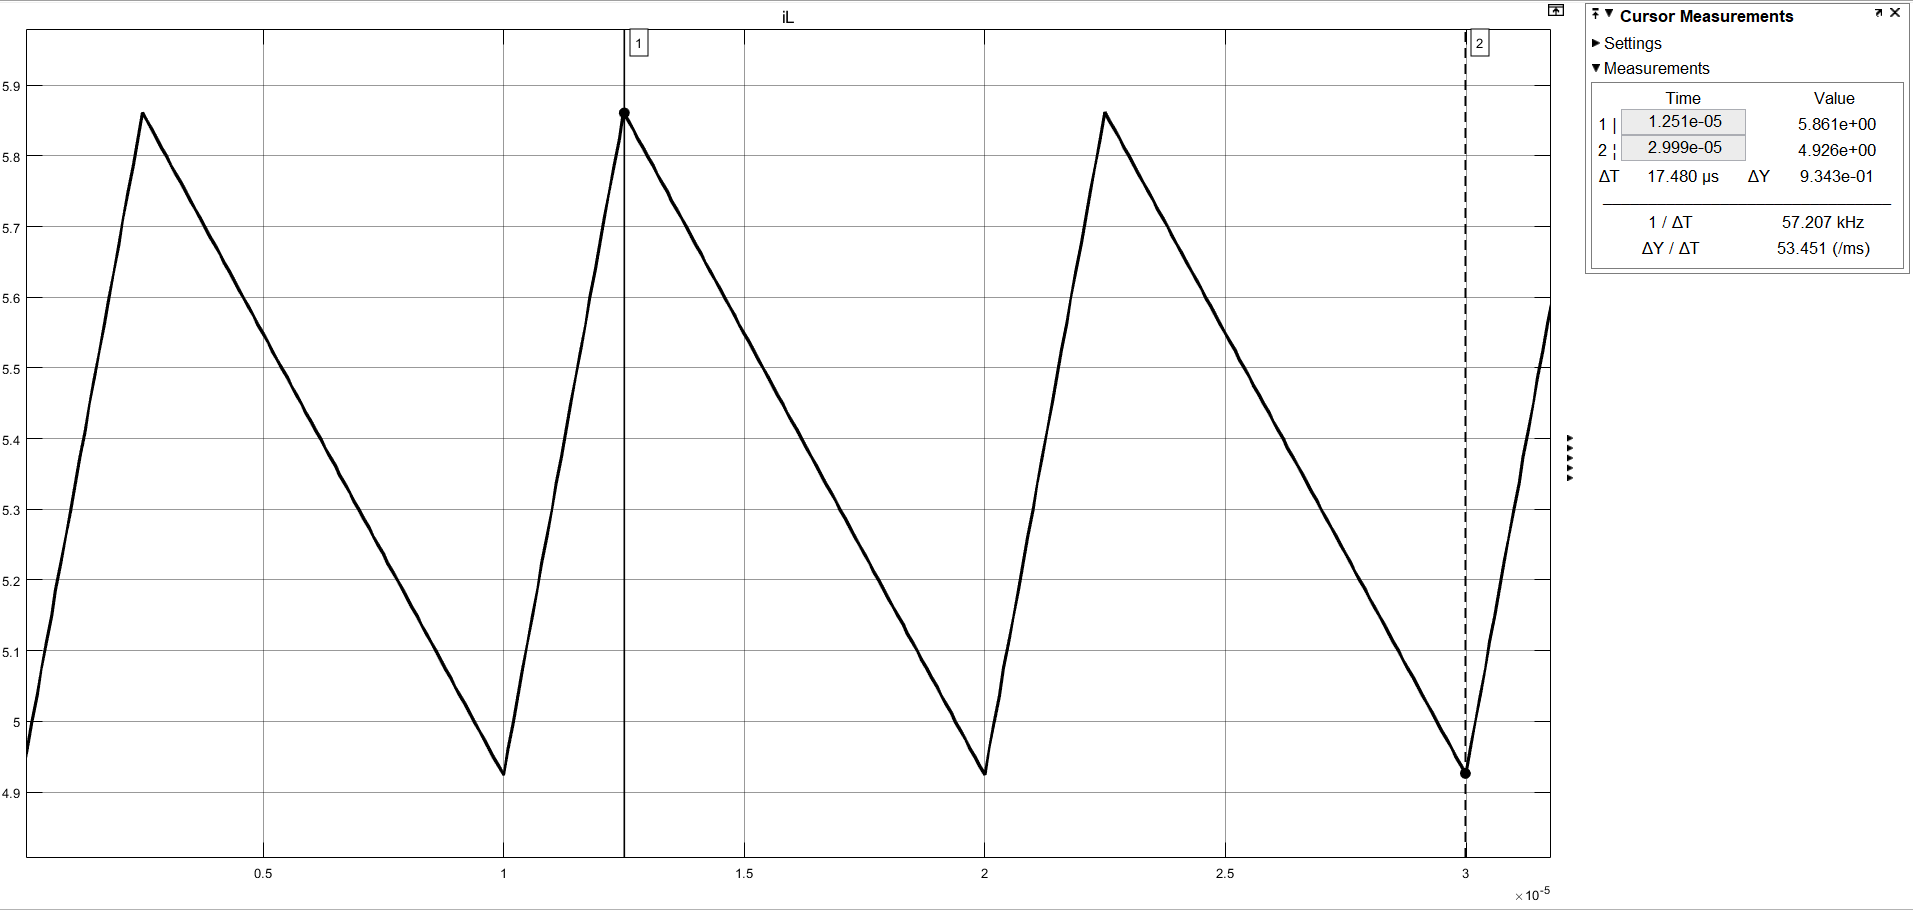 iL
1
2
5.9
5.8
5.7
5.6
5.5
5.4
5.3
5.2
5.1
5
4.9
0.5 1 1.5 2 2.5 3
×10-5
Cursor Measurements
Settings
Measurements
Time Value
1 | 1.251e-05 5.861e+00
2 ¦ 2.999e-05 4.926e+00
ΔT 17.480 µs ΔY 9.343e-01
1 / ΔT 57.207 kHz
ΔY / ΔT 53.451 (/ms)